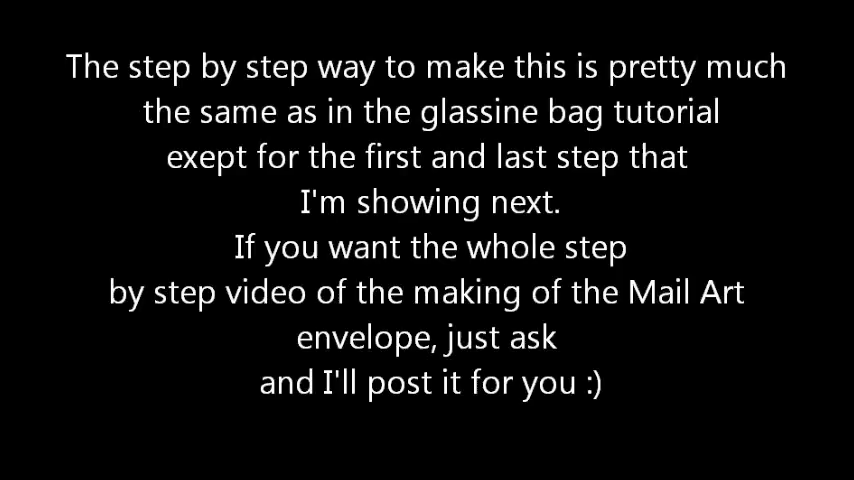 The step by step way to make this is pretty much
the same as in the glassine bag tutorial
exept for the first and last step that
I'm showing next.
If you want the whole step
by step video of the making of the Mail Art
envelope, just ask
and I'll post it for you :)